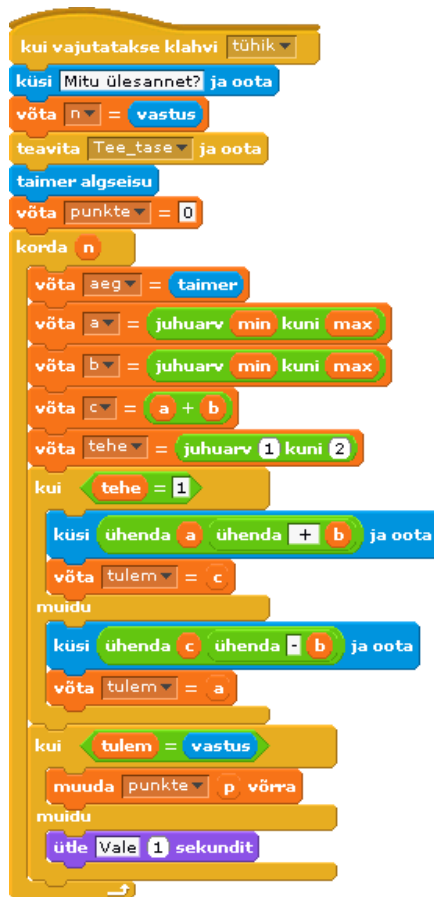 kui vajutatakse klahvi tühik
küsi Mitu ülesannet? ja oota
võta n = vastus
teavita Tee_tase ja oota
taimer algseisu
võta punkte = 0
korda n
võta aeg = taimer
võta a = juhuarv min kuni max
võta b = juhuarv min kuni max
võta c = a + b
võta tehe = juhuarv 1 kuni 2
kui tehe = 1
küsi ühenda a ühenda + b ja oota
võta tulem = c
muidu
küsi ühenda c ühenda - b ja oota
võta tulem = a
kui tulem = vastus
muuda punkte p võrra
muidu
ütle Vale 1 sekundit